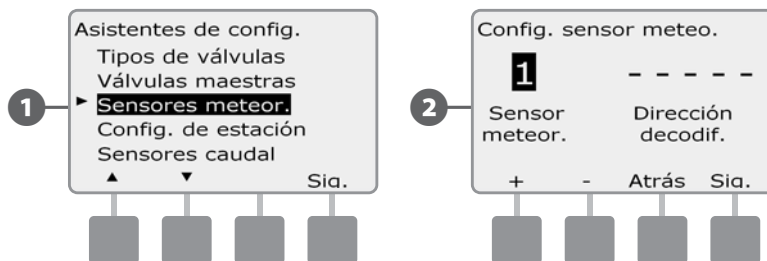 1
Asistentes de config.
Tipos de válvulas
Válvulas maestras
Sensores meteor.
Config. de estación
Sensores caudal
Sig.
2
Config. sensor meteo.
1
- - - - -
Sensor meteor.
Dirección decodif.
+ - Atrás Sig.